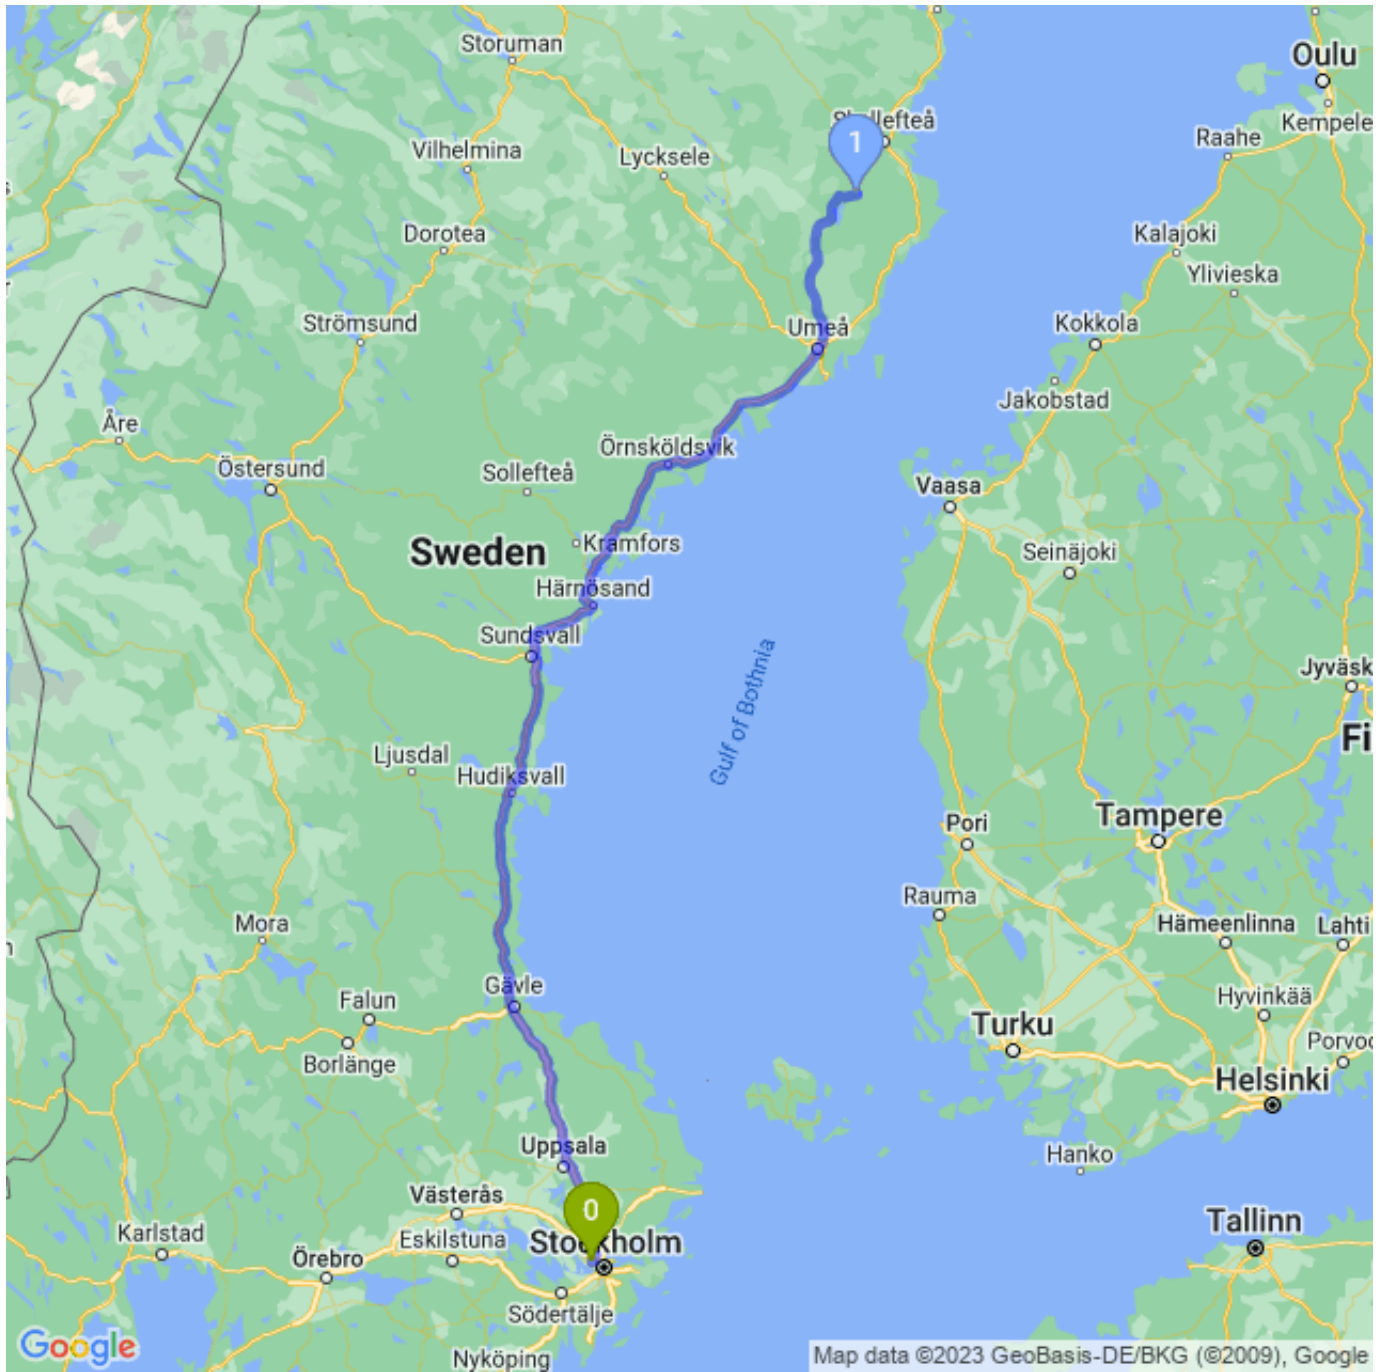 Storuman
Oulu
Skellefteå
1
Kempele
Raahe
Vilhelmina
Lycksele
Dorotea
Kalajoki
Ylivieska
Strömsund
Umeå
Kokkola
Jakobstad
Åre
Örnsköldsvik
Östersund
Sollefteå
Vaasa
Sweden
Kramfors
Seinäjoki
Härnösand
Sundsvall
Jyväsk
Gulf of Bothnia
Fi
Ljusdal
Hudiksvall
Tampere
Pori
Rauma
Mora
Hämeenlinna
Lahti
Gävle
Falun
Hyvinkää
Turku
Porvoo
Borlänge
Helsinki
Uppsala
Hanko
Västerås
0
Karlstad
Eskilstuna
Stockholm
Tallinn
Örebro
Södertälje
Google
Nyköping
Map data ©2023 GeoBasis-DE/BKG (©2009), Google